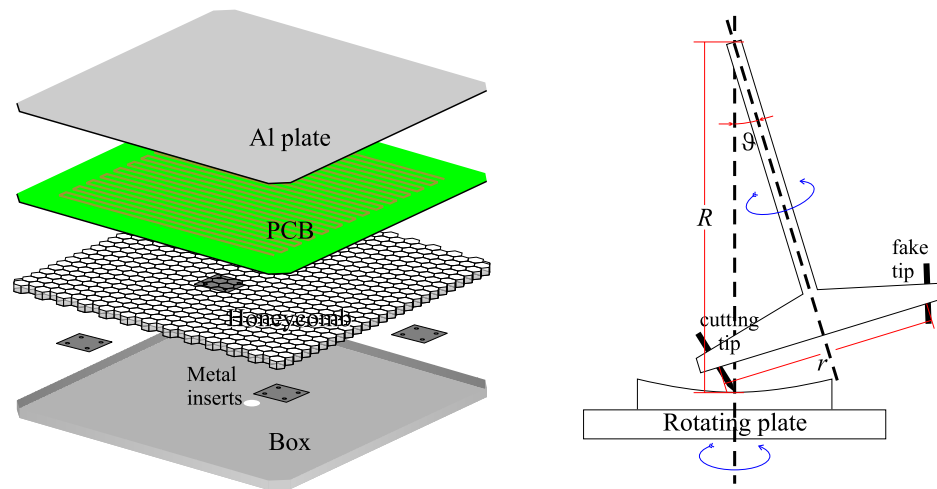 Al plate
PCB
Honeycomb
Metal
inserts
Box
R
ϑ
fake
tip
cutting
tip
r
Rotating plate